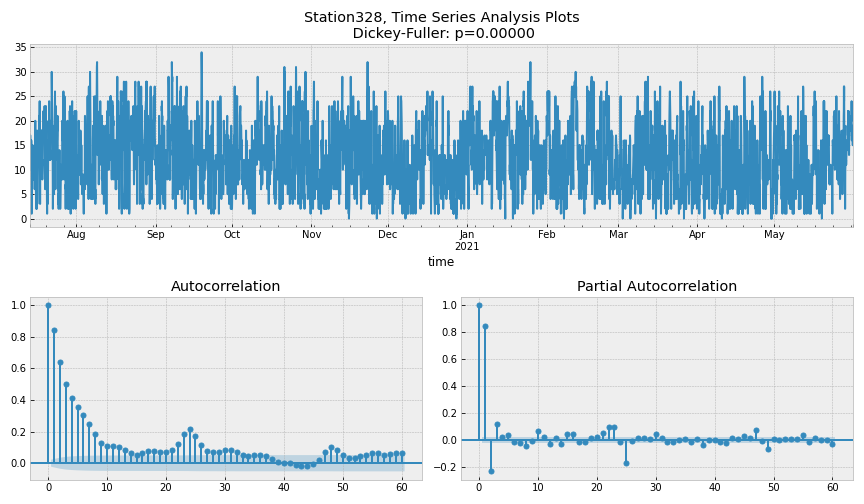 Station328, Time Series Analysis Plots
Dickey-Fuller: p=0.00000
35
30
25
20
15
10
5
0
Aug Sep Oct Nov Dec Jan Feb Mar Apr May
2021
time
Autocorrelation
1.0
0.8
0.6
0.4
0.2
0.0
0 10 20 30 40 50 60
Partial Autocorrelation
1.0
0.8
0.6
0.4
0.2
0.0
−0.2
0 10 20 30 40 50 60